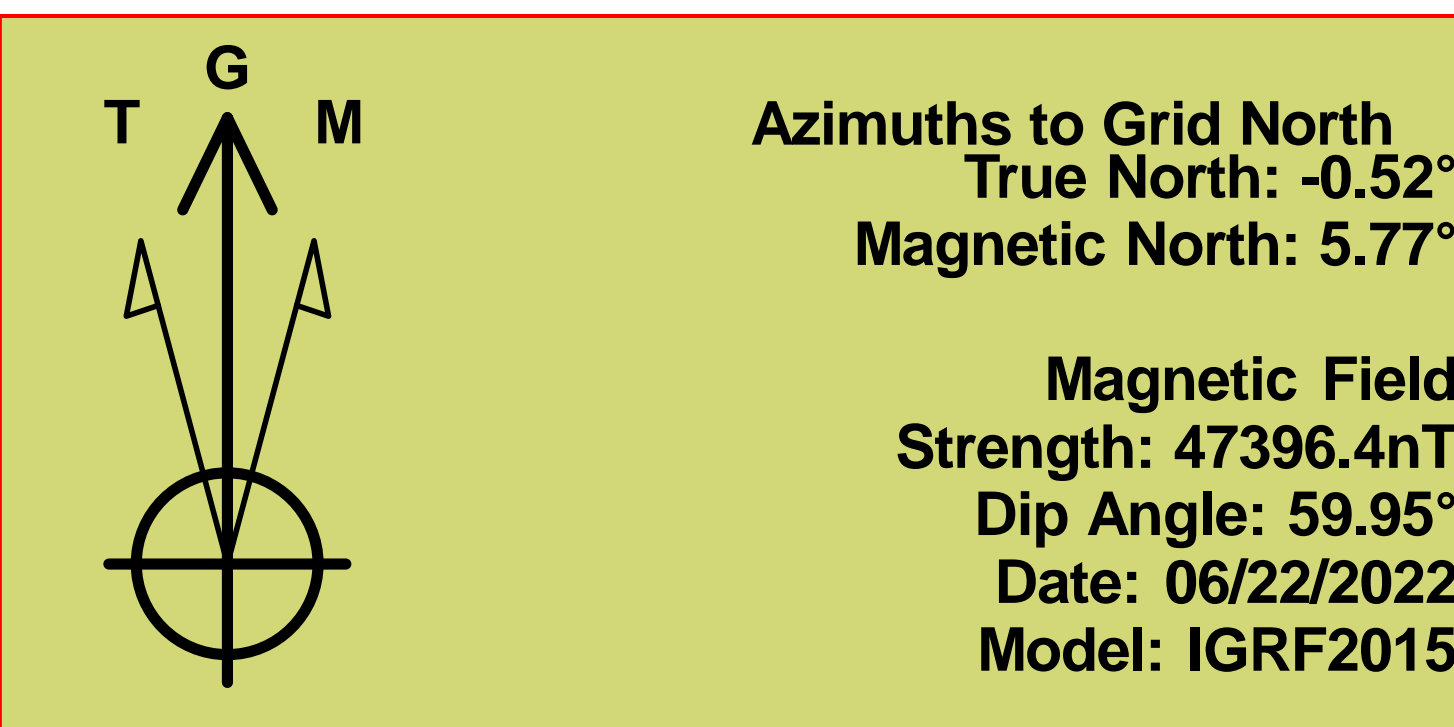 G
T M
Azimuths to Grid North
True North: -0.52°
Magnetic North: 5.77°
Magnetic Field
Strength: 47396.4nT
Dip Angle: 59.95°
Date: 06/22/2022
Model: IGRF2015